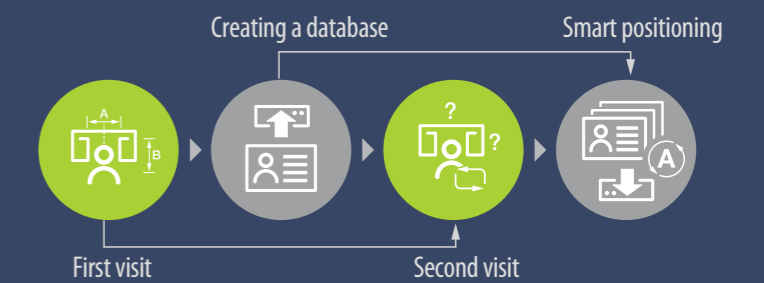 Creating a database
Smart positioning
A
B
?
?
A
First visit
Second visit